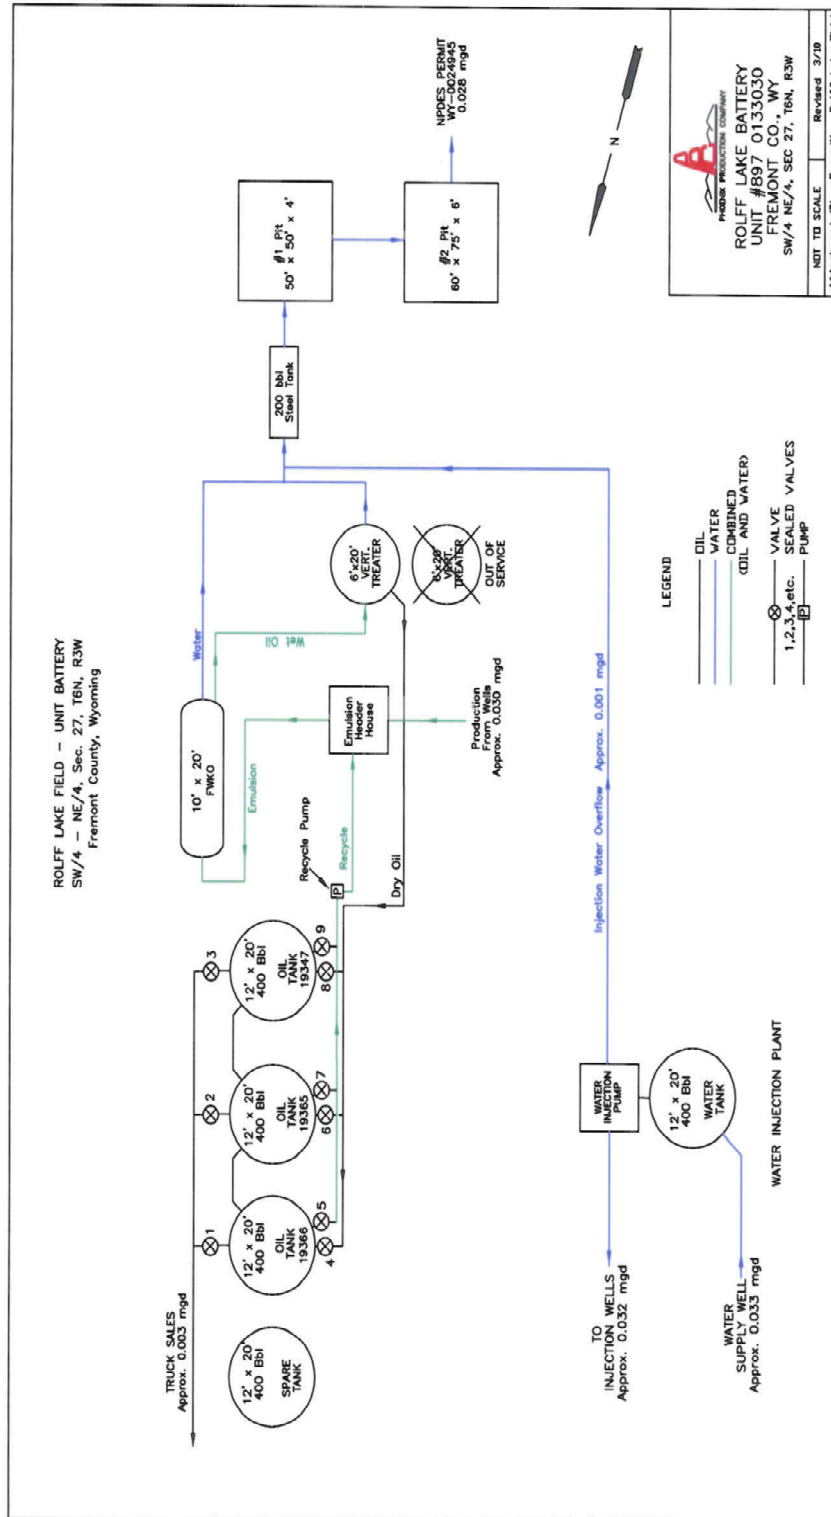 ROLFF LAKE FIELD - UNIT BATTERY
SW/4 - NE/4, Sec. 27, T6N, R3W
Fremont County, Wyoming
TRUCK SALES
Approx. 0.003 mgd
12' x 20'
400 Bbl
SPARE
TANK
1
12' x 20'
400 Bbl
OIL
TANK
19366
4
5
2
12' x 20'
400 Bbl
OIL
TANK
19365
6
7
3
12' x 20'
400 Bbl
OIL
TANK
19347
8
9
Recycle Pump
P
Recycle
Dry Oil
10' x 20'
FWKO
Emulsion
Water
Wet Oil
Emulsion
Header
House
Production
From Wells
Approx. 0.030 mgd
6'x20'
VERT.
TREATER
6'x20'
VERT.
TREATER
OUT OF
SERVICE
200 bbl
Steel Tank
#1 Pit
50' x 50' x 4'
#2 Pit
60' x 75' x 6'
NPDES PERMIT
WY-0024945
0.028 mgd
N
TO
INJECTION WELLS
Approx. 0.032 mgd
WATER
INJECTION
PUMP
Injection Water Overflow Approx. 0.001 mgd
12' x 20'
400 Bbl
WATER
TANK
WATER
SUPPLY WELL
Approx. 0.033 mgd
WATER INJECTION PLANT
LEGEND
OIL
WATER
COMBINED
(OIL AND WATER)
VALVE
1,2,3,4,etc. SEALED VALVES
P PUMP
PHOENIX PRODUCTION COMPANY
ROLFF LAKE BATTERY
UNIT #897 0133030
FREMONT CO., WY
SW/4 NE/4, SEC 27, T6N, R3W
NOT TO SCALE
Revised 3/10